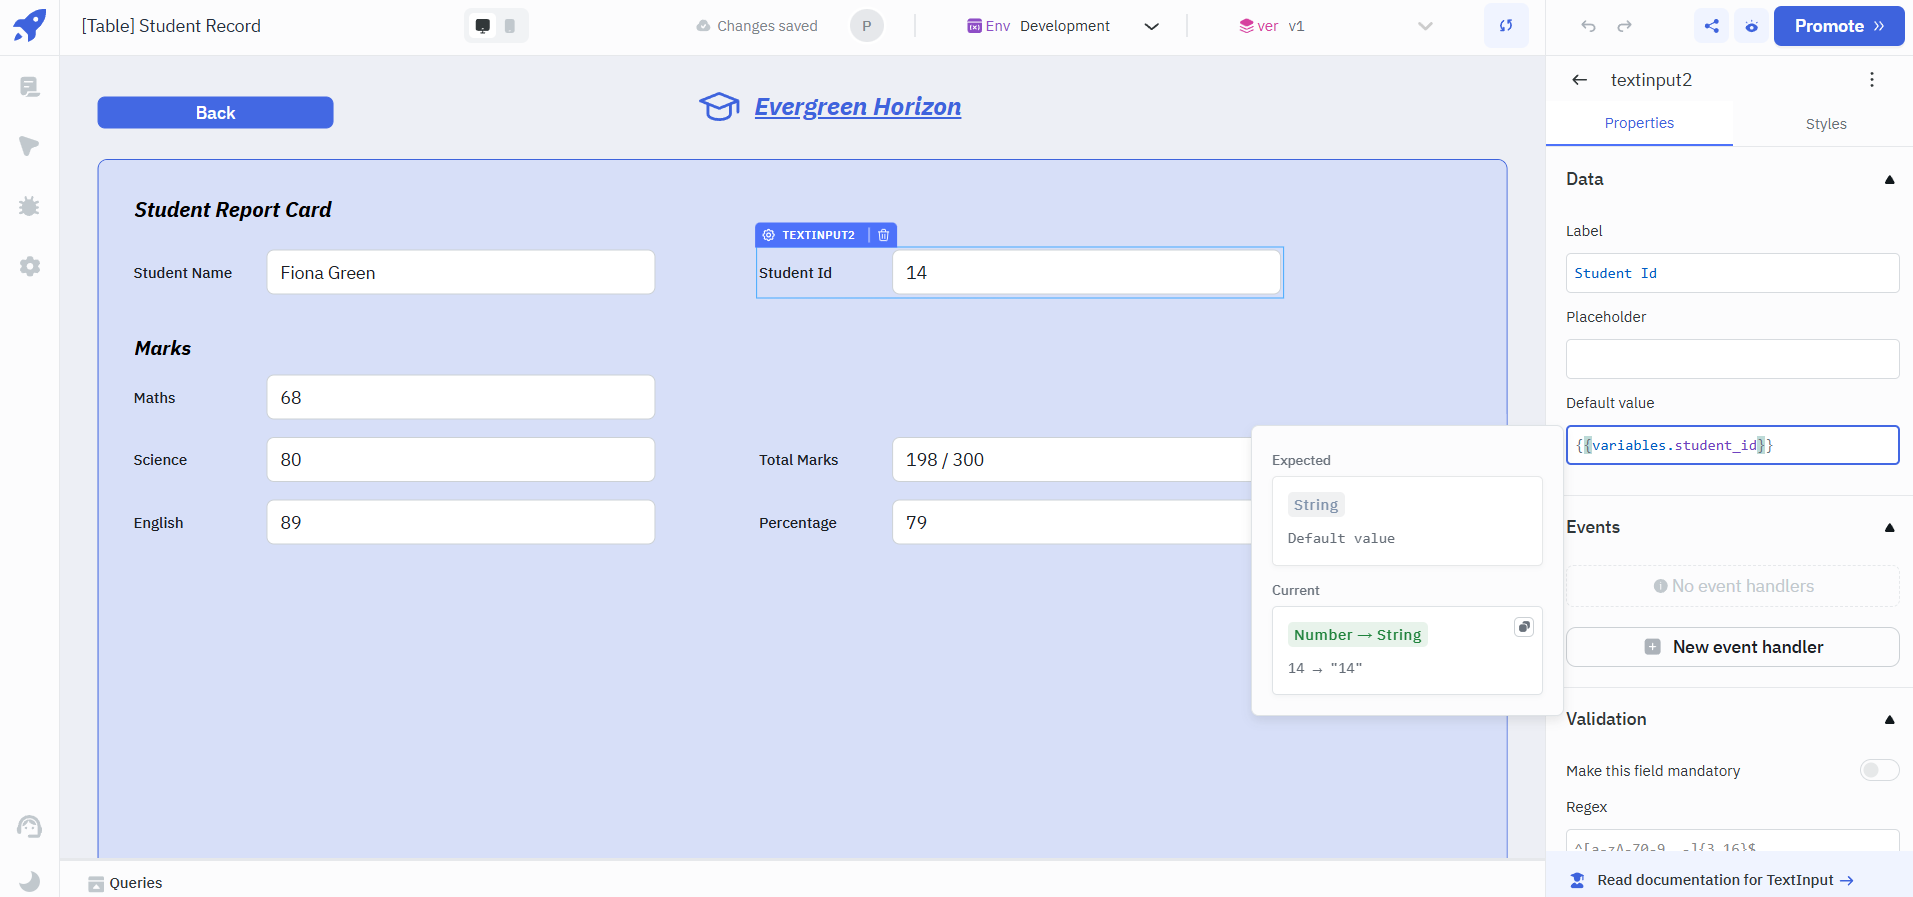 [Table] Student Record
Changes saved
P
Env Development
ver v1
Promote
Back
Evergreen Horizon
Student Report Card
TEXTINPUT2
Student Name
Fiona Green
Student Id
14
Marks
Maths
68
Science
80
Total Marks
198 / 300
English
89
Percentage
79
Queries
textinput2
Properties
Styles
Data
Label
Student Id
Placeholder
Default value
{{variables.student_id}}
Expected
String
Default value
Current
Number → String
14 → "14"
Events
No event handlers
New event handler
Validation
Make this field mandatory
Regex
Read documentation for TextInput →